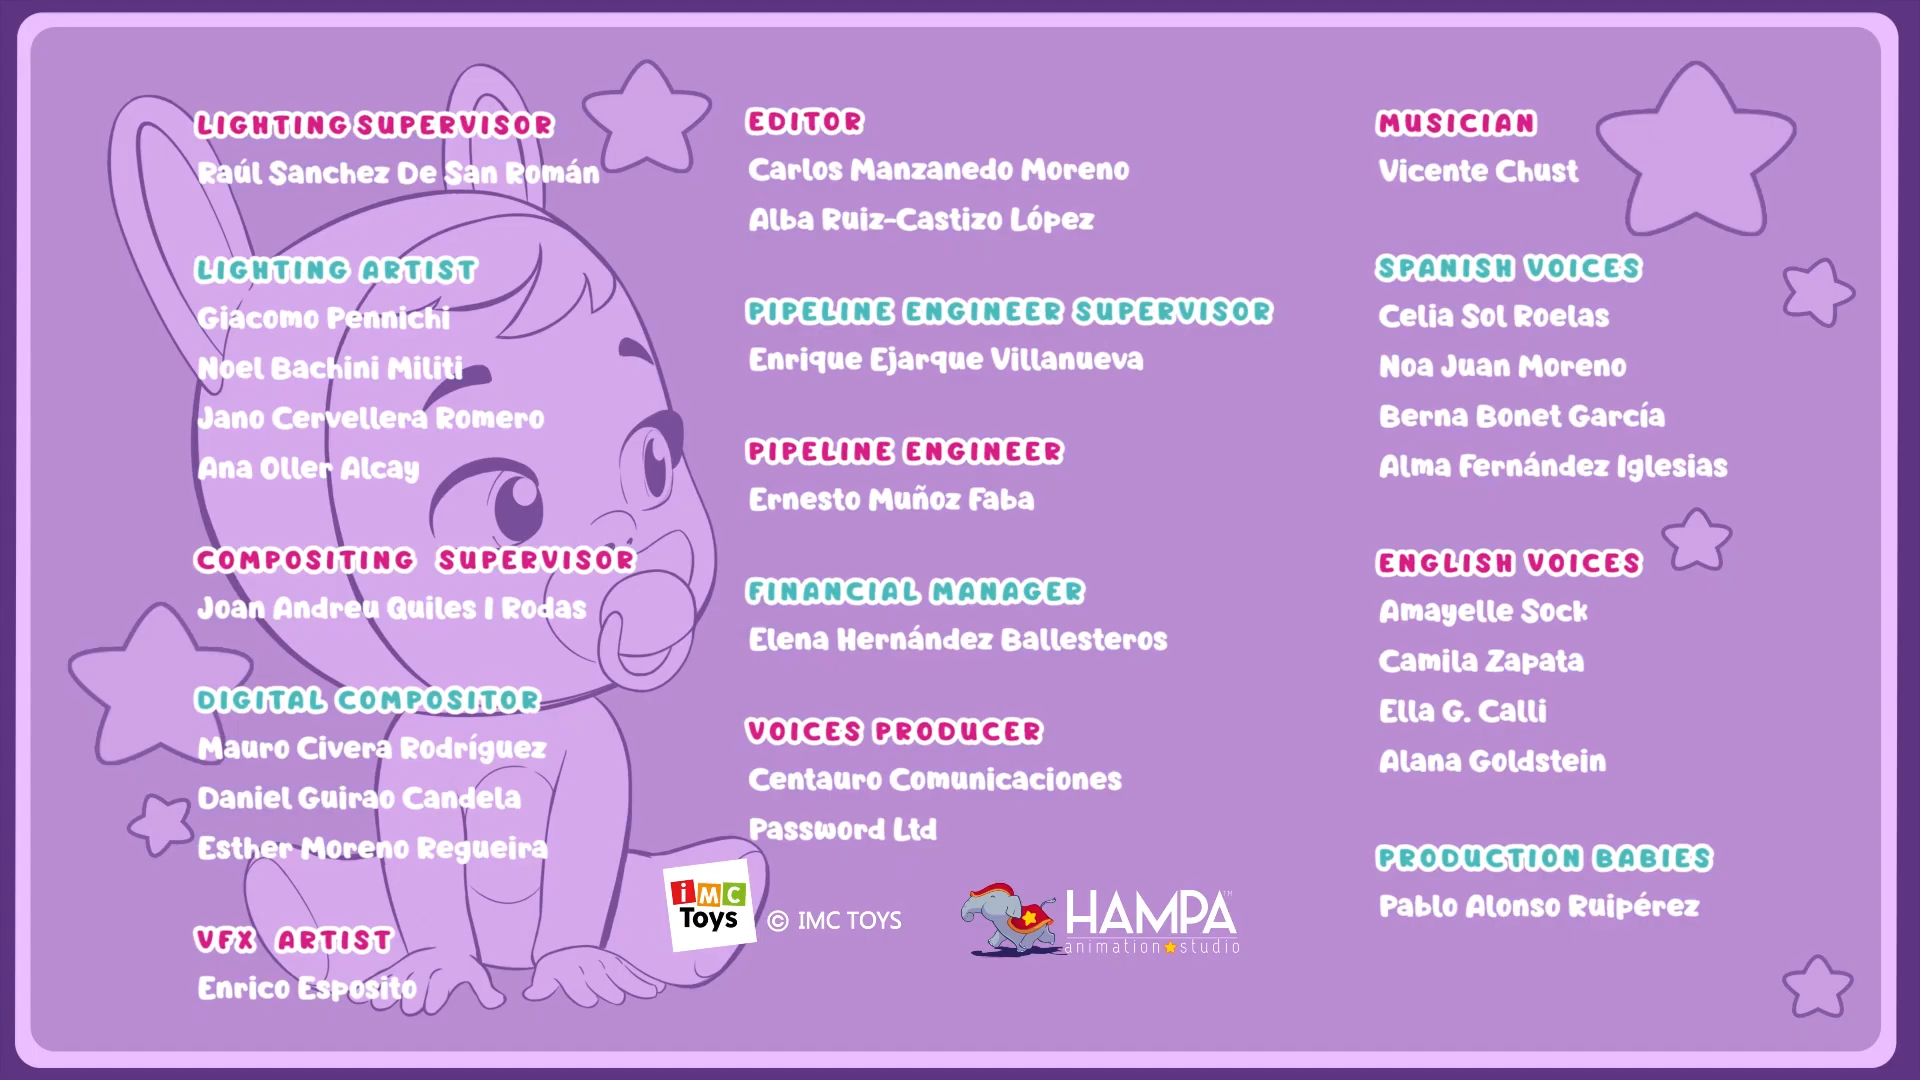 LIGHTING SUPERVISOR
Raúl Sanchez De San Román
LIGHTING ARTIST
Giacomo Pennichi
Noel Bachini Militi
Jano Cervellera Romero
Ana Oller Alcay
COMPOSITING SUPERVISOR
Joan Andreu Quiles I Rodas
DIGITAL COMPOSITOR
Mauro Civera Rodríguez
Daniel Guirao Candela
Esther Moreno Regueira
VFX ARTIST
Enrico Esposito
EDITOR
Carlos Manzanedo Moreno
Alba Ruiz-Castizo López
PIPELINE ENGINEER SUPERVISOR
Enrique Ejarque Villanueva
PIPELINE ENGINEER
Ernesto Muñoz Faba
FINANCIAL MANAGER
Elena Hernández Ballesteros
VOICES PRODUCER
Centauro Comunicaciones
Password Ltd
iMC
Toys
© IMC TOYS
HAMPA™
animation studio
MUSICIAN
Vicente Chust
SPANISH VOICES
Celia Sol Roelas
Noa Juan Moreno
Berna Bonet García
Alma Fernández Iglesias
ENGLISH VOICES
Amayelle Sock
Camila Zapata
Ella G. Calli
Alana Goldstein
PRODUCTION BABIES
Pablo Alonso Ruipérez